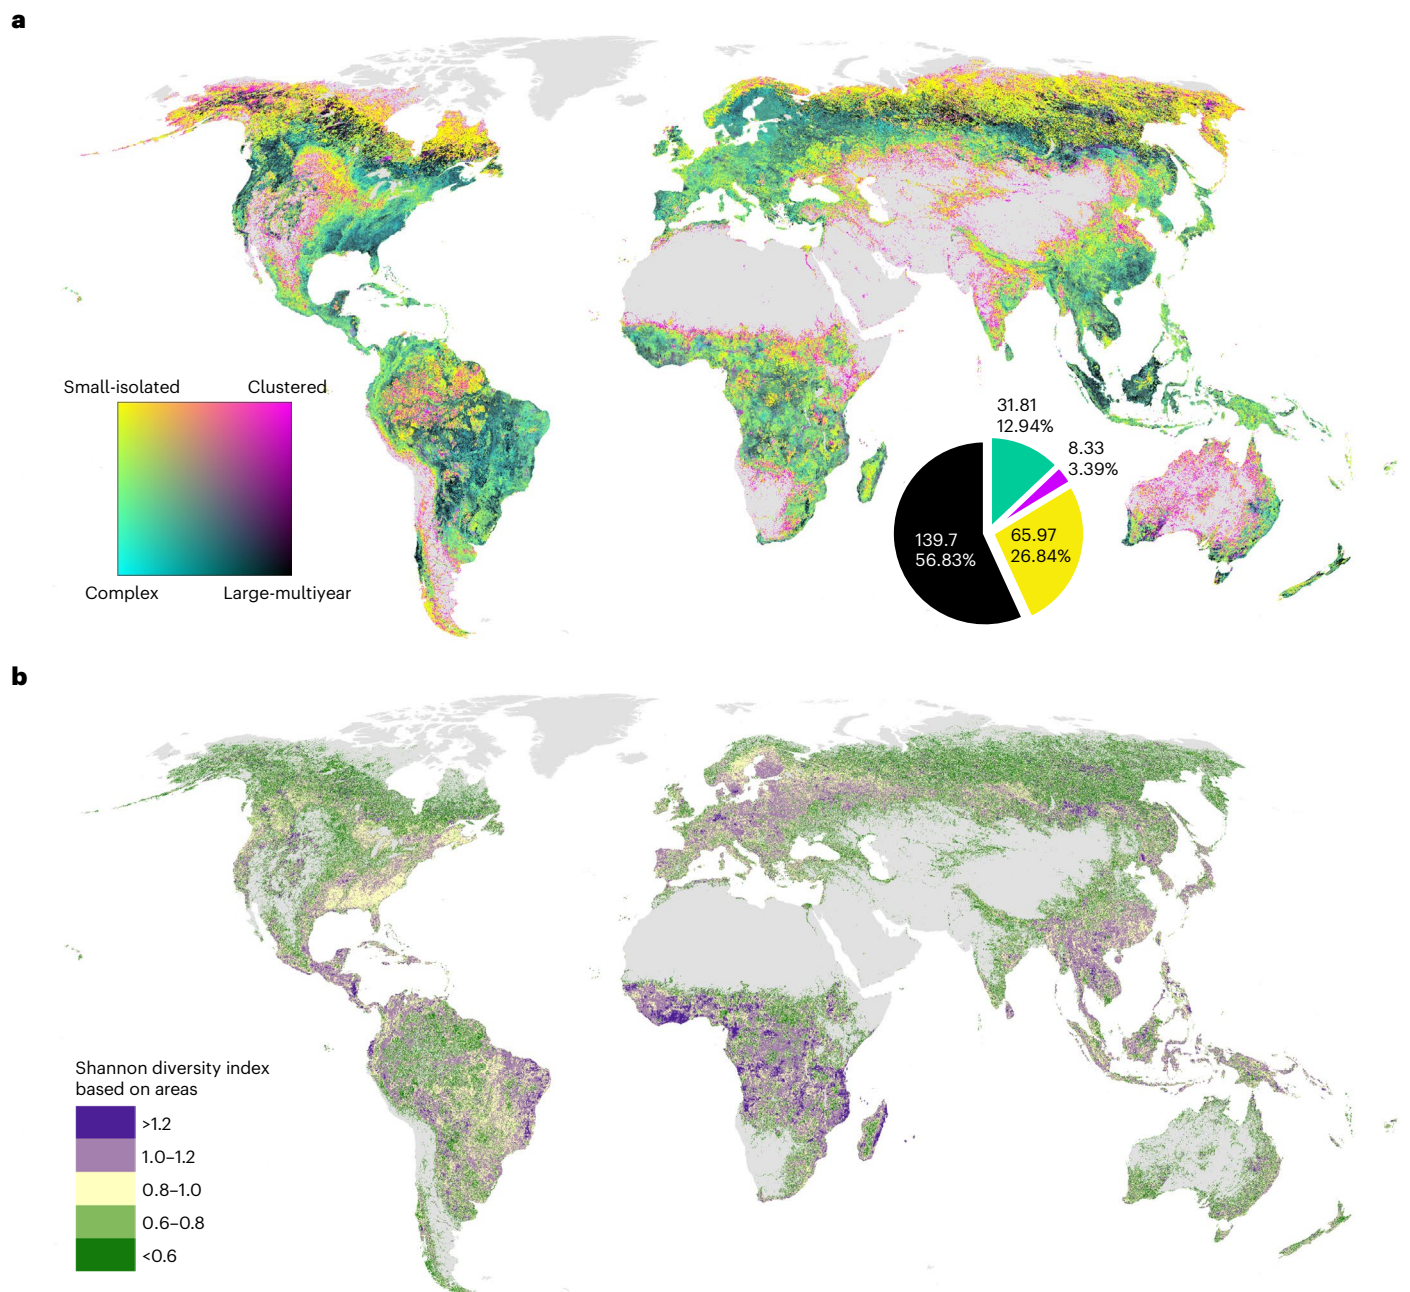 a
Small-isolated
Clustered
Complex
Large-multiyear
31.81
12.94%
8.33
3.39%
65.97
26.84%
139.7
56.83%
b
Shannon diversity index
based on areas
>1.2
1.0–1.2
0.8–1.0
0.6–0.8
<0.6